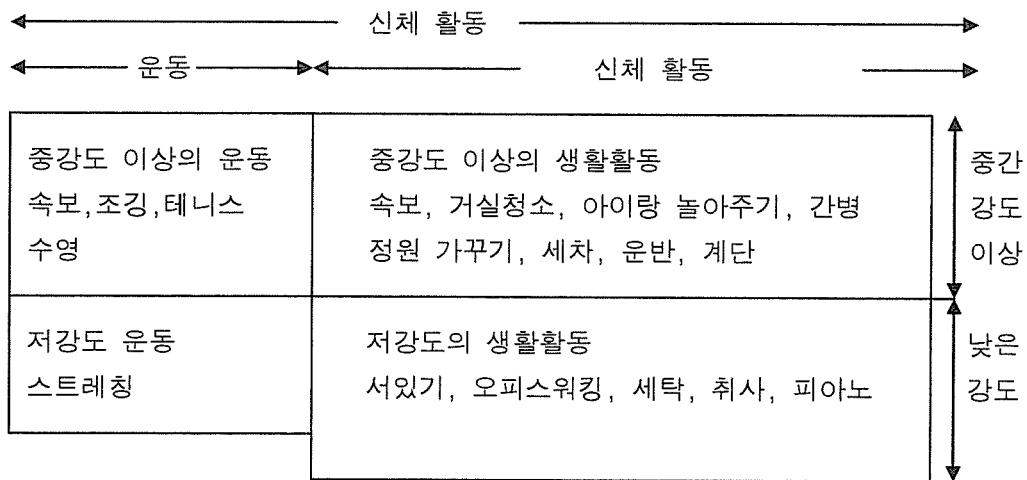 신체 활동
운동 신체 활동
중강도 이상의 운동
속보,조깅,테니스
수영
중강도 이상의 생활활동
속보, 거실청소, 아이랑 놀아주기, 간병
정원 가꾸기, 세차, 운반, 계단
중간
강도
이상
저강도 운동
스트레칭
저강도의 생활활동
서있기, 오피스워킹, 세탁, 취사, 피아노
낮은
강도